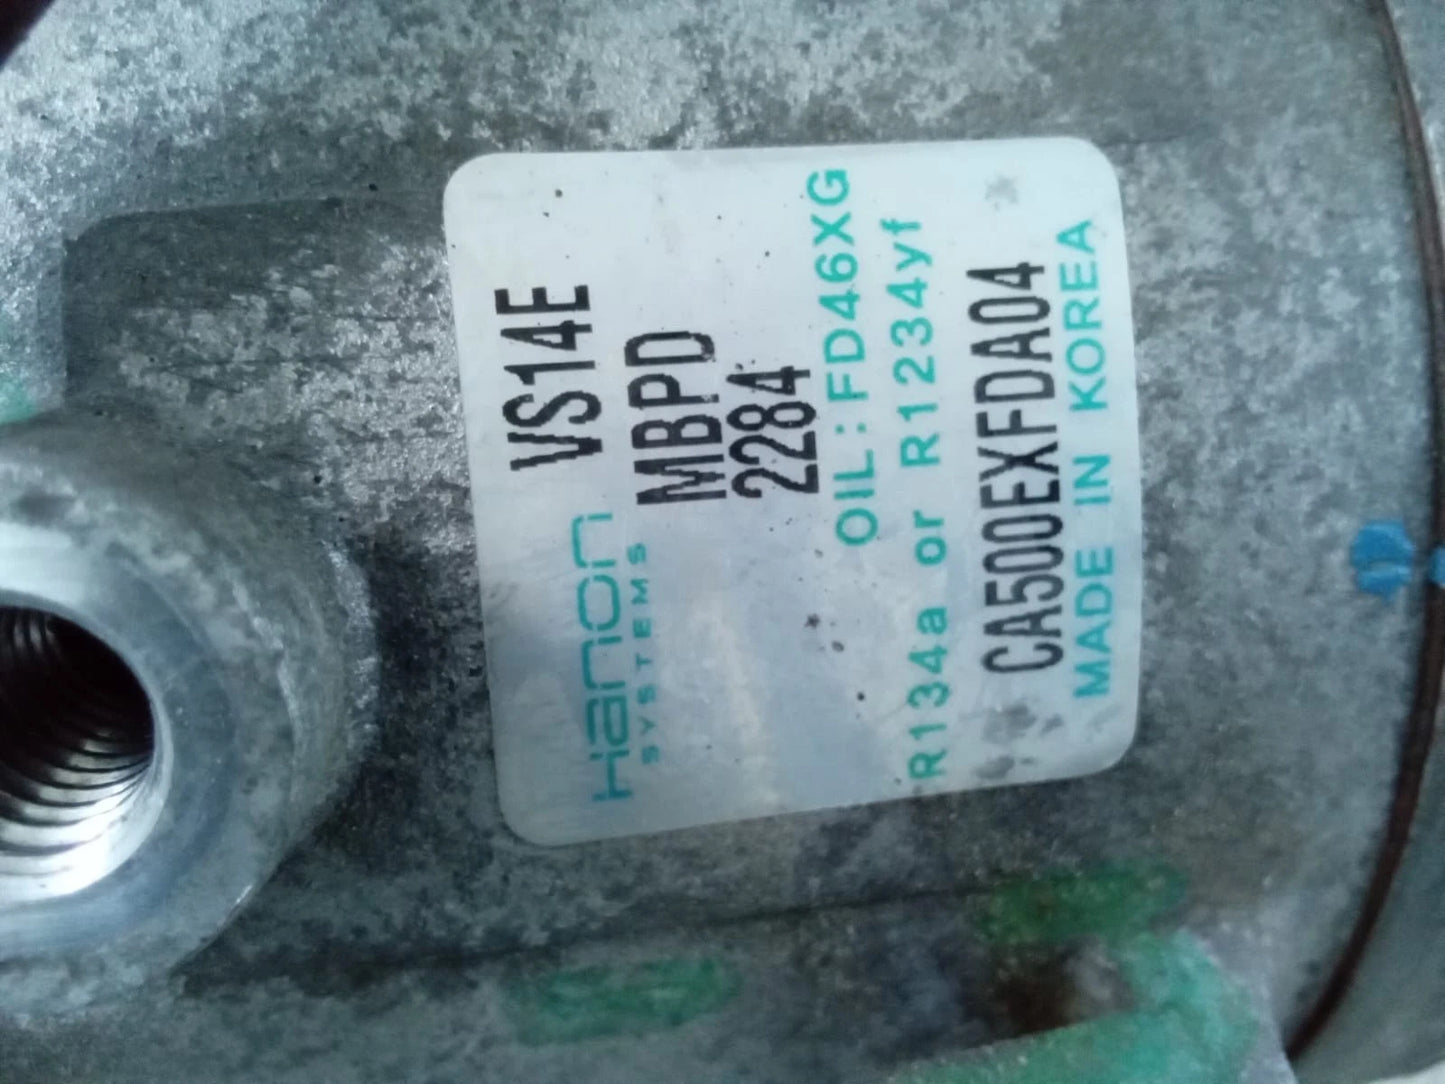 Hanon VS14E
SYSTEMS
MBPD
2284
OIL:FD46XG
R134a or R1234yf
CA500EXFDA04
MADE IN KOREA